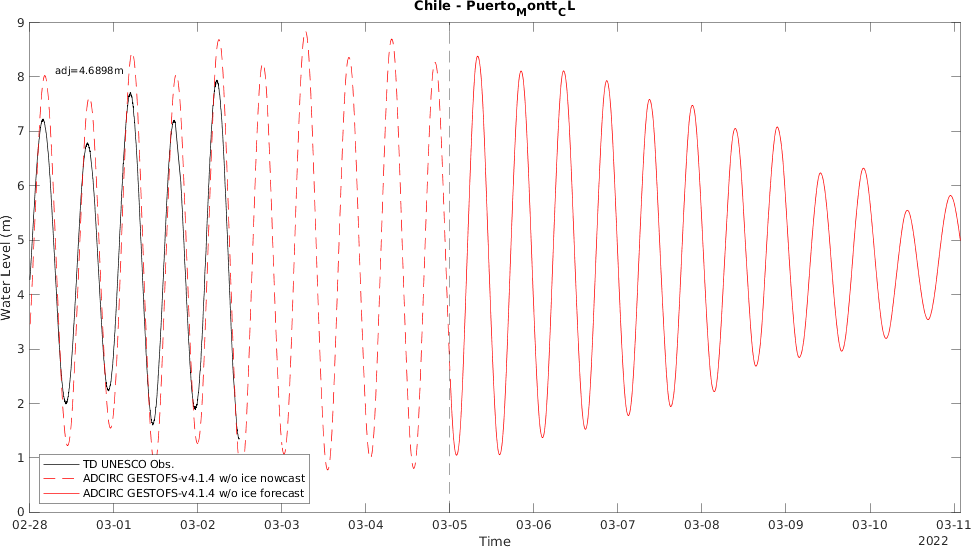 Chile - Puerto_Montt_CL
9
8
7
6
5
4
3
2
1
0
Water Level (m)
adj=4.6898m
TD UNESCO Obs.
ADCIRC GESTOFS-v4.1.4 w/o ice nowcast
ADCIRC GESTOFS-v4.1.4 w/o ice forecast
02-28 03-01 03-02 03-03 03-04 03-05 03-06 03-07 03-08 03-09 03-10 03-11
Time
2022